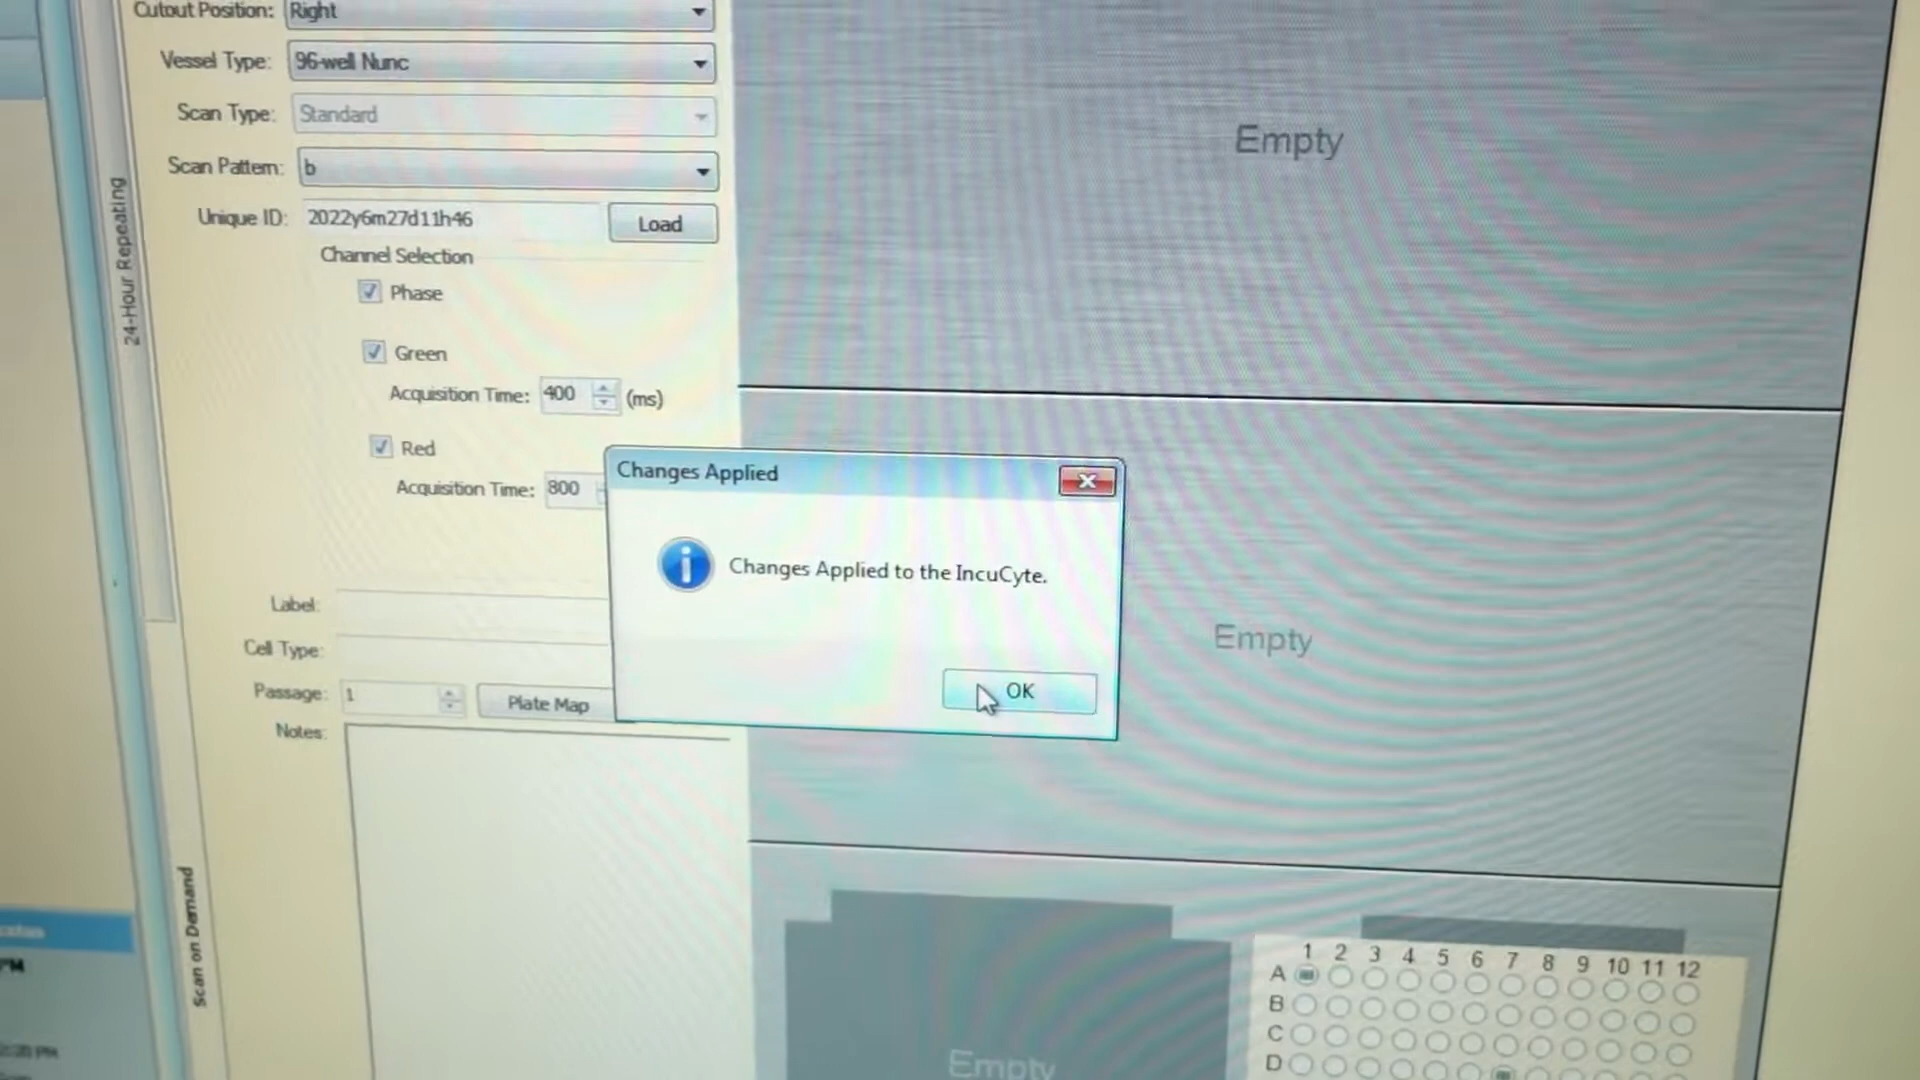 Cutout Position: Right
Vessel Type: 96-well Nunc
Scan Type: Standard
Scan Pattern: b
Unique ID: 2022y6m27d11h46 Load
Channel Selection
Phase
Green
Acquisition Time: 400 (ms)
Red
Acquisition Time: 800
Label:
Cell Type:
Passage: 1 Plate Map
Notes:
24-Hour Repeating
Scan on Demand
Changes Applied
Changes Applied to the IncuCyte.
OK
Empty
Empty
Empty
1 2 3 4 5 6 7 8 9 10 11 12
A
B
C
D
PM